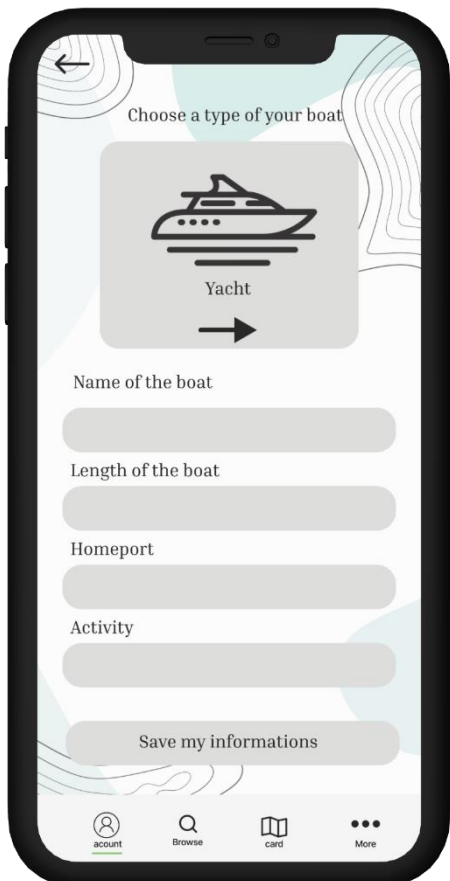 Choose a type of your boat
Yacht
Name of the boat
Length of the boat
Homeport
Activity
Save my informations
acount
Browse
card
More